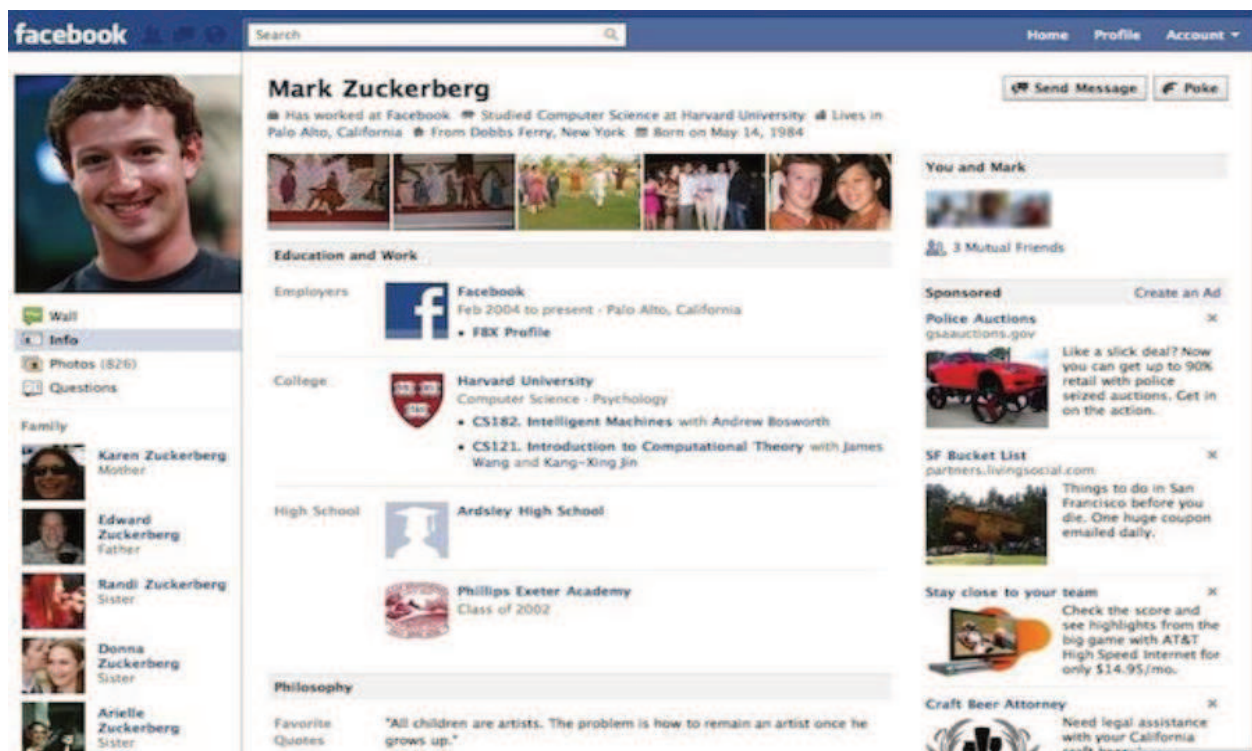 facebook
Search
Home Profile Account
Mark Zuckerberg
Has worked at Facebook Studied Computer Science at Harvard University Lives in
Palo Alto, California From Dobbs Ferry, New York Born on May 14, 1984
Send Message Poke
Wall
Info
Photos (826)
Questions
Family
Karen Zuckerberg
Mother
Edward
Zuckerberg
Father
Randi Zuckerberg
Sister
Donna
Zuckerberg
Sister
Arielle
Zuckerberg
Sister
Education and Work
Employers
Facebook
Feb 2004 to present · Palo Alto, California
• F8X Profile
College
Harvard University
Computer Science · Psychology
• CS182. Intelligent Machines with Andrew Bosworth
• CS121. Introduction to Computational Theory with James
Wang and Kang-Xing Jin
High School
Ardsley High School
Phillips Exeter Academy
Class of 2002
Philosophy
Favorite
Quotes
"All children are artists. The problem is how to remain an artist once he
grows up."
You and Mark
3 Mutual Friends
Sponsored Create an Ad
Police Auctions
gsaauctions.gov
Like a slick deal? Now
you can get up to 90%
retail with police
seized auctions. Get in
on the action.
SF Bucket List
partners.livingsocial.com
Things to do in San
Francisco before you
die. One huge coupon
emailed daily.
Stay close to your team
Check the score and
see highlights from the
big game with AT&T
High Speed Internet for
only $14.95/mo.
Craft Beer Attorney
Need legal assistance
with your California